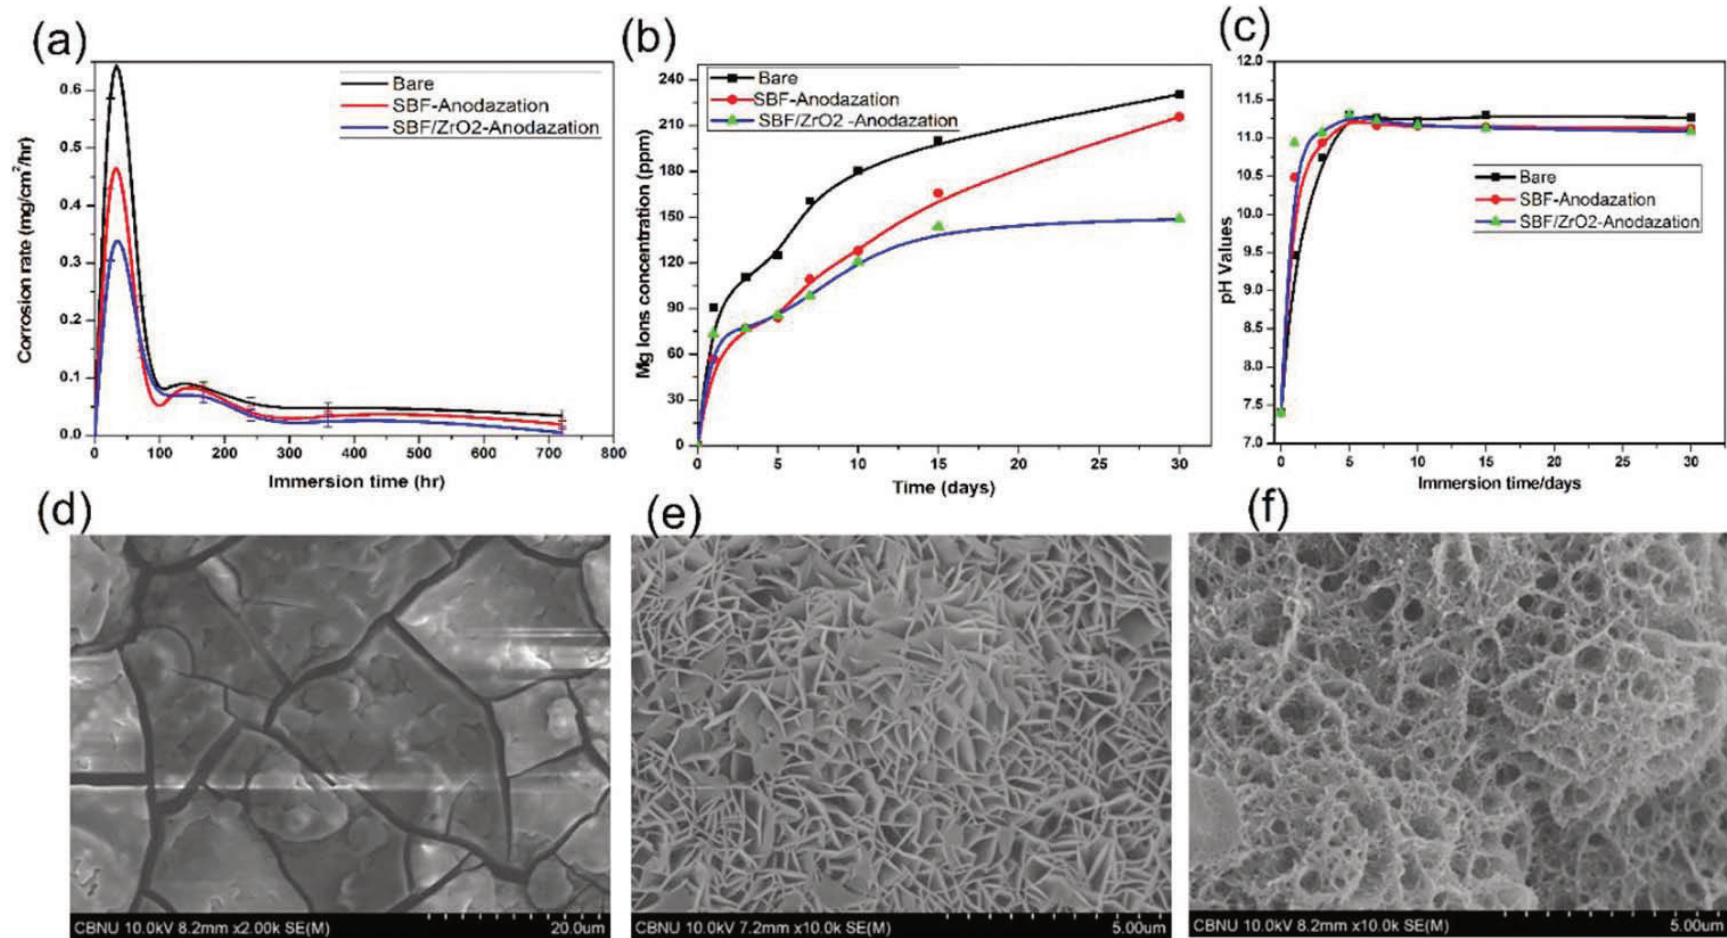 (a)
0.6
0.5
0.4
0.3
0.2
0.1
0.0
Corrosion rate (mg/cm²/hr)
Bare
SBF-Anodazation
SBF/ZrO2-Anodazation
0 100 200 300 400 500 600 700 800
Immersion time (hr)
(b)
240
210
180
150
120
90
60
30
0
Mg Ions concentration (ppm)
Bare
SBF-Anodazation
SBF/ZrO2 -Anodazation
0 5 10 15 20 25 30
Time (days)
(c)
12.0
11.5
11.0
10.5
10.0
9.5
9.0
8.5
8.0
7.5
7.0
pH Values
Bare
SBF-Anodazation
SBF/ZrO2-Anodazation
0 5 10 15 20 25 30
Immersion time/days
(d)
CBNU 10.0kV 8.2mm x2.00k SE(M) 20.0um
(e)
CBNU 10.0kV 7.2mm x10.0k SE(M) 5.00um
(f)
CBNU 10.0kV 8.2mm x10.0k SE(M) 5.00um